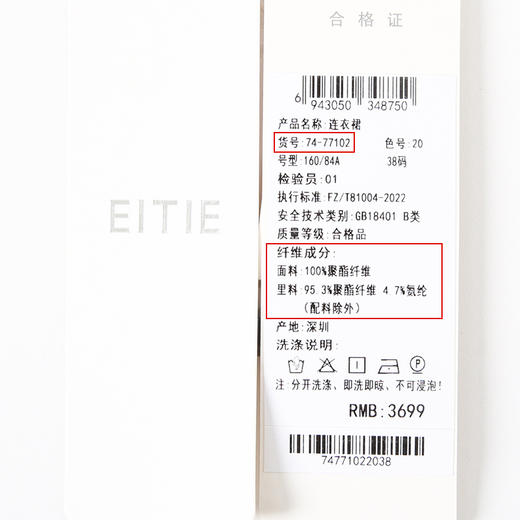 合格证
EITIE
6 943050 348750
产品名称:连衣裙
货号:74-77102 色号:20
号型:160/84A 38码
检验员:01
执行标准:FZ/T81004-2022
安全技术类别:GB18401 B类
质量等级:合格品
纤维成分:
面料:100%聚酯纤维
里料:95.3%聚酯纤维 4.7%氨纶
(配料除外)
产地:深圳
洗涤说明:
P
注:分开洗涤、即洗即晾、不可浸泡!
RMB:3699
74771022038